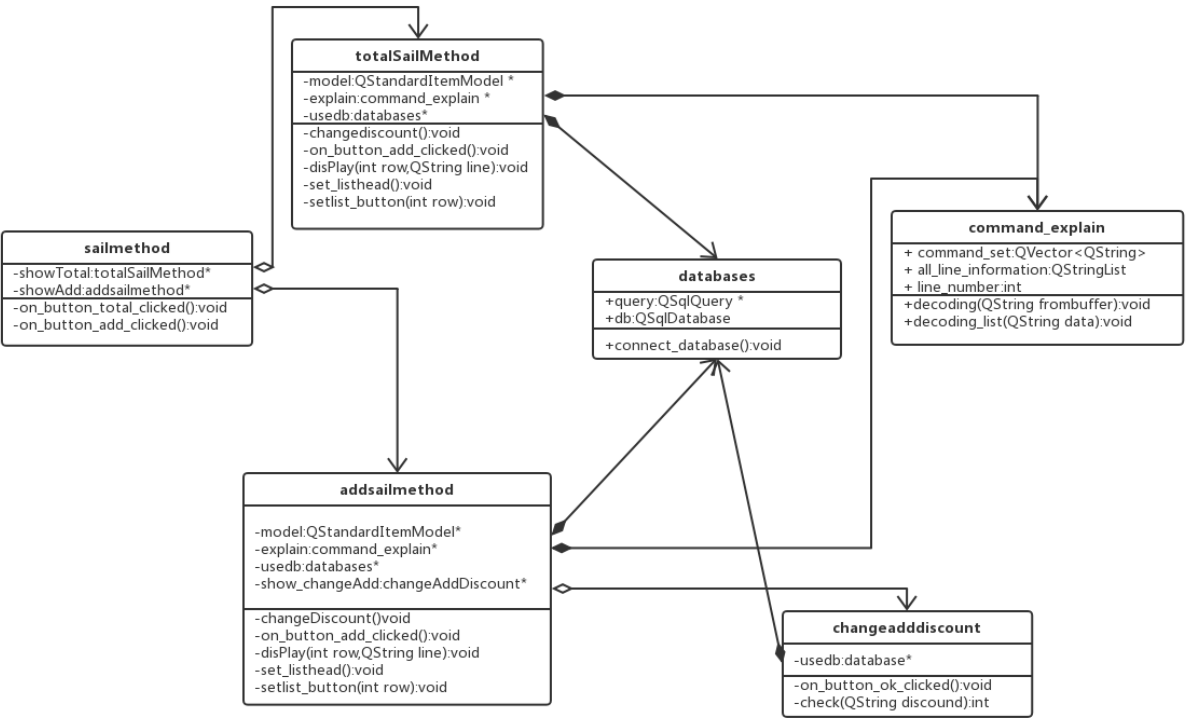 totalSailMethod
-model:QStandardItemModel *
-explain:command_explain *
-usedb:databases*
-changediscount():void
-on_button_add_clicked():void
-disPlay(int row,QString line):void
-set_listhead():void
-setlist_button(int row):void
sailmethod
-showTotal:totalSailMethod*
-showAdd:addsailmethod*
-on_button_total_clicked():void
-on_button_add_clicked():void
databases
+query:QSqlQuery *
+db:QSqlDatabase
+connect_database():void
command_explain
+ command_set:QVector<QString>
+ all_line_information:QStringList
+ line_number:int
+decoding(QString frombuffer):void
+decoding_list(QString data):void
addsailmethod
-model:QStandardItemModel*
-explain:command_explain*
-usedb:databases*
-show_changeAdd:changeAddDiscount*
-changeDiscount()void
-on_button_add_clicked():void
-disPlay(int row,QString line):void
-set_listhead():void
-setlist_button(int row):void
changeadddiscount
-usedb:database*
-on_button_ok_clicked():void
-check(QString discound):int